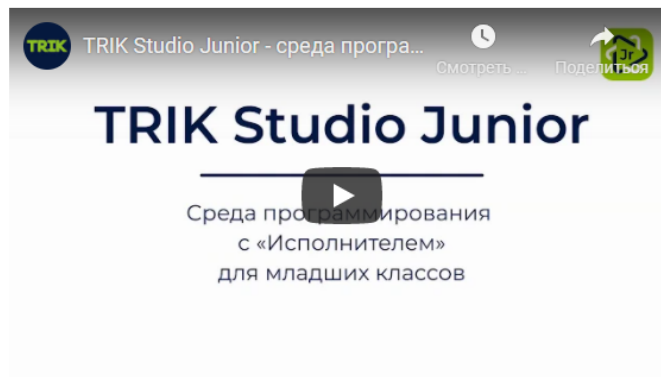 TRIK
TRIK Studio Junior - среда програ...
Смотреть ...
Поделиться
Jr
TRIK Studio Junior
Среда программирования
с «Исполнителем»
для младших классов